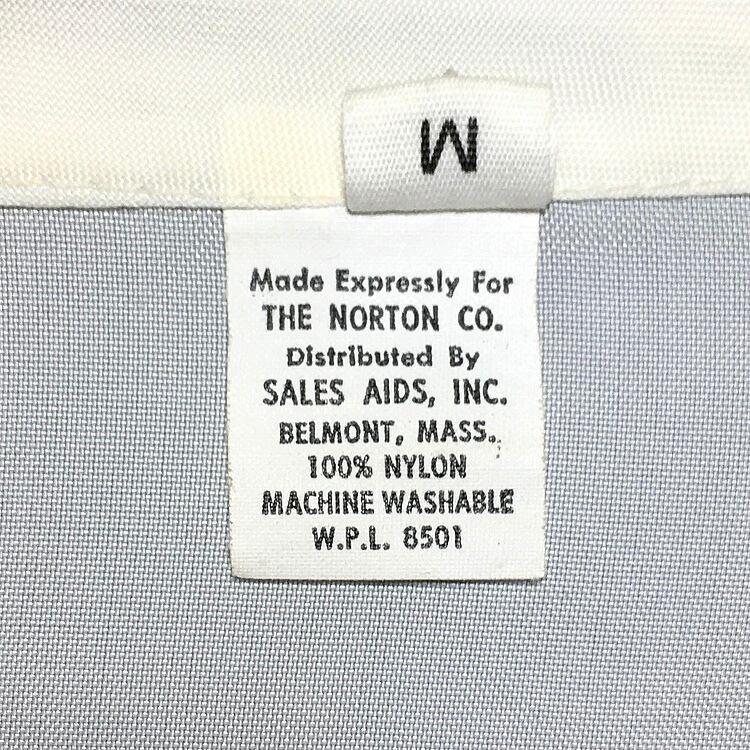 M
Made Expressly For
THE NORTON CO.
Distributed By
SALES AIDS, INC.
BELMONT, MASS.
100% NYLON
MACHINE WASHABLE
W.P.L. 8501